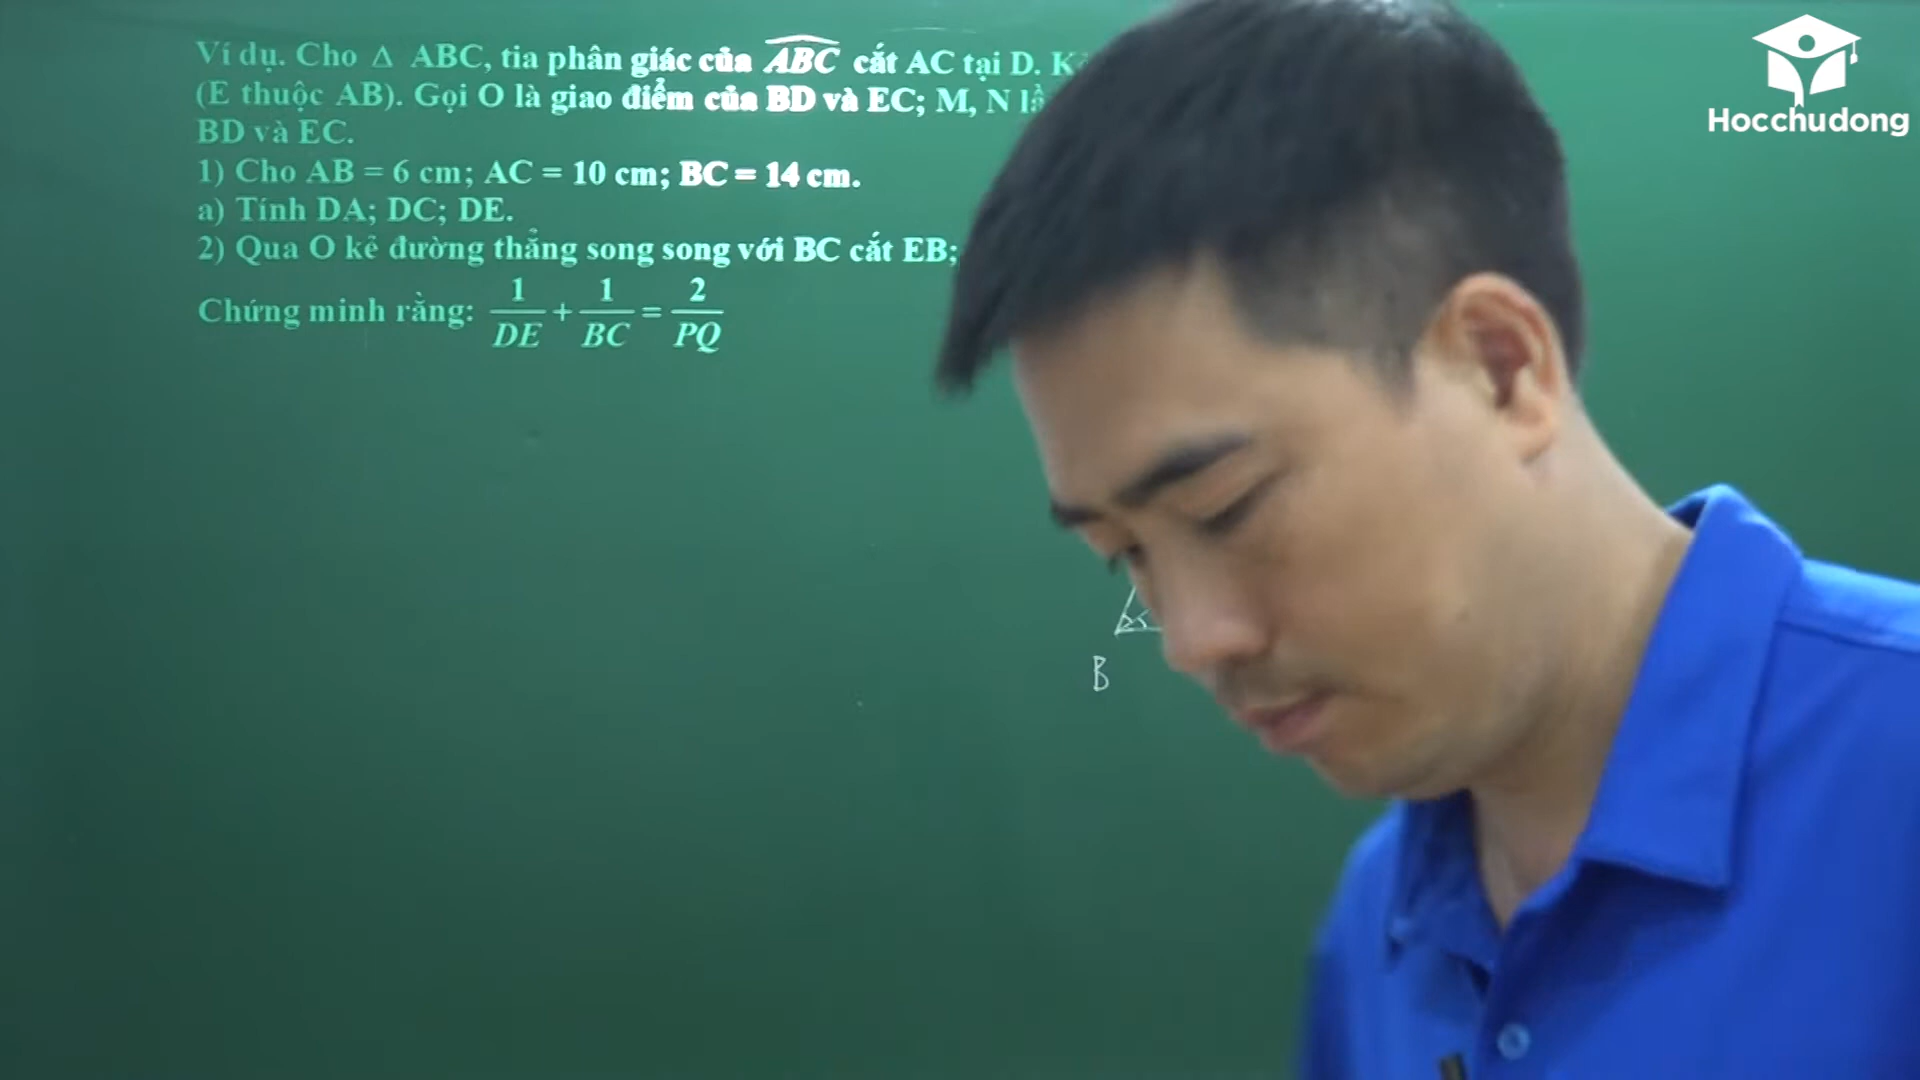 Ví dụ. Cho Δ ABC, tia phân giác của \widehat{ABC} cắt AC tại D.
(E thuộc AB). Gọi O là giao điểm của BD và EC; M, N
BD và EC.
1) Cho AB = 6 cm; AC = 10 cm; BC = 14 cm.
a) Tính DA; DC; DE.
2) Qua O kẻ đường thẳng song song với BC cắt EB;
Chứng minh rằng: 1/DE + 1/BC = 2/PQ
B
Hocchudong